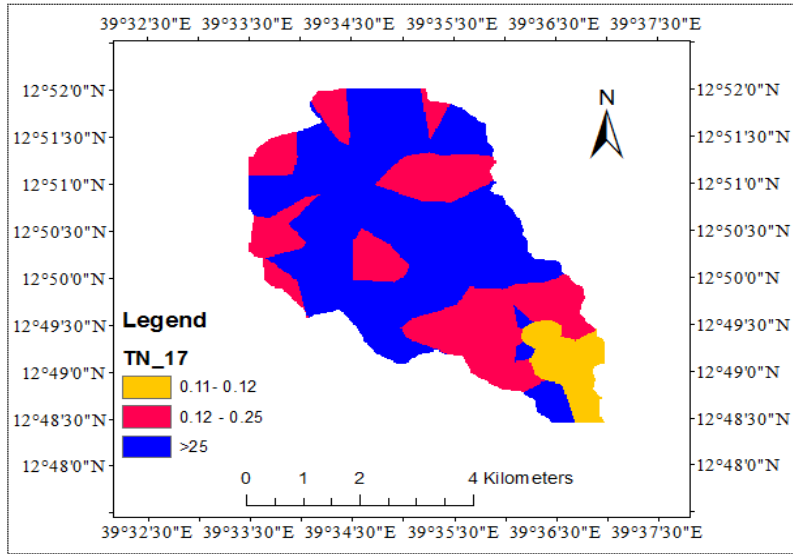 39°32'30"E 39°33'30"E 39°34'30"E 39°35'30"E 39°36'30"E 39°37'30"E
12°52'0"N 12°52'0"N
N
12°51'30"N 12°51'30"N
12°51'0"N 12°51'0"N
12°50'30"N 12°50'30"N
12°50'0"N 12°50'0"N
12°49'30"N 12°49'30"N
Legend
TN_17
12°49'0"N 12°49'0"N
0.11- 0.12
0.12 - 0.25
12°48'30"N 12°48'30"N
>25
12°48'0"N 12°48'0"N
0 1 2 4 Kilometers
39°32'30"E 39°33'30"E 39°34'30"E 39°35'30"E 39°36'30"E 39°37'30"E